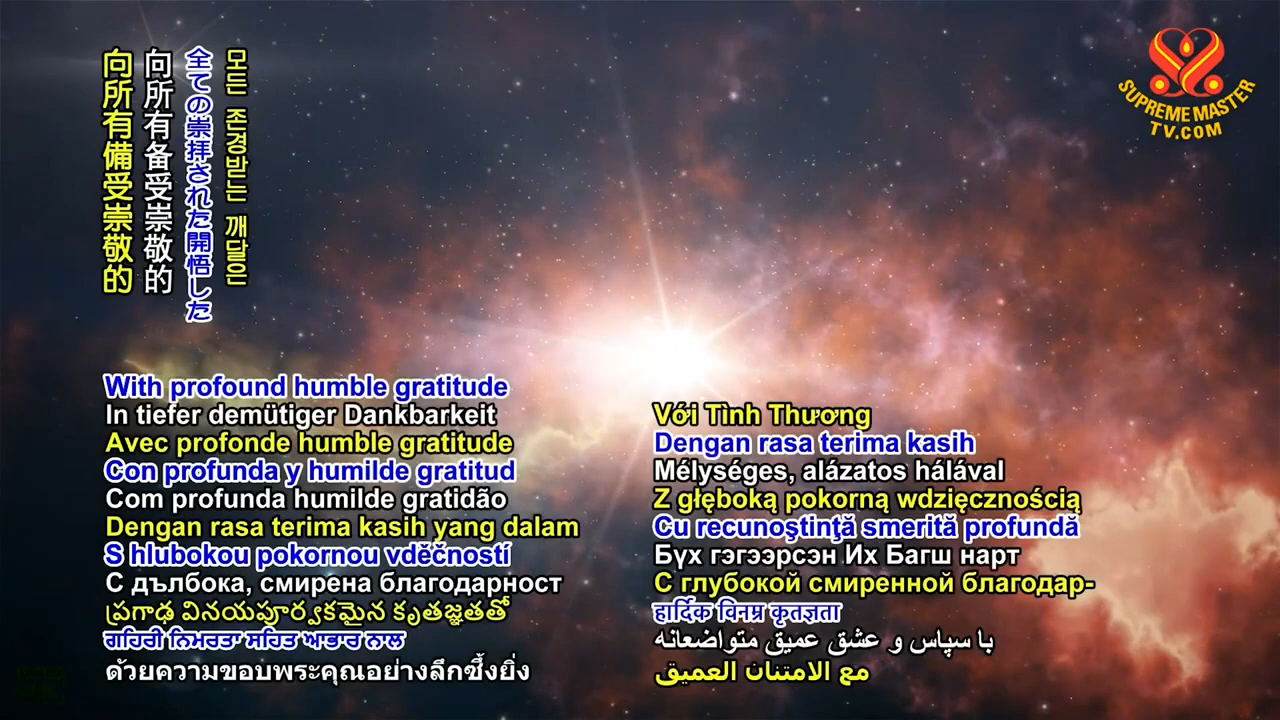 向所有備受崇敬的
向所有备受崇敬的
全ての崇拝された開悟した
모든 존경받는 깨달은
SUPREME MASTER
TV.COM
With profound humble gratitude
In tiefer demütiger Dankbarkeit
Avec profonde humble gratitude
Con profunda y humilde gratitud
Com profunda humilde gratidão
Dengan rasa terima kasih yang dalam
S hlubokou pokornou vděčností
С дълбока, смирена благодарност
ప్రగాఢ వినయపూర్వకమైన కృతజ్ఞతతో
ਗਹਿਰੀ ਨਿਮਰਤਾ ਸਹਿਤ ਆਭਾਰ ਨਾਲ
ด้วยความขอบพระคุณอย่างลึกซึ้งยิ่ง
Với Tình Thương
Dengan rasa terima kasih
Mélységes, alázatos hálával
Z głęboką pokorną wdzięcznością
Cu recunoştinţă smerită profundă
Бүх гэгээрсэн Их Багш нарт
С глубокой смиренной благодар-
हार्दिक विनम्र कृतज्ञता
با سپاس و عشق عمیق متواضعانه
مع الامتنان العميق